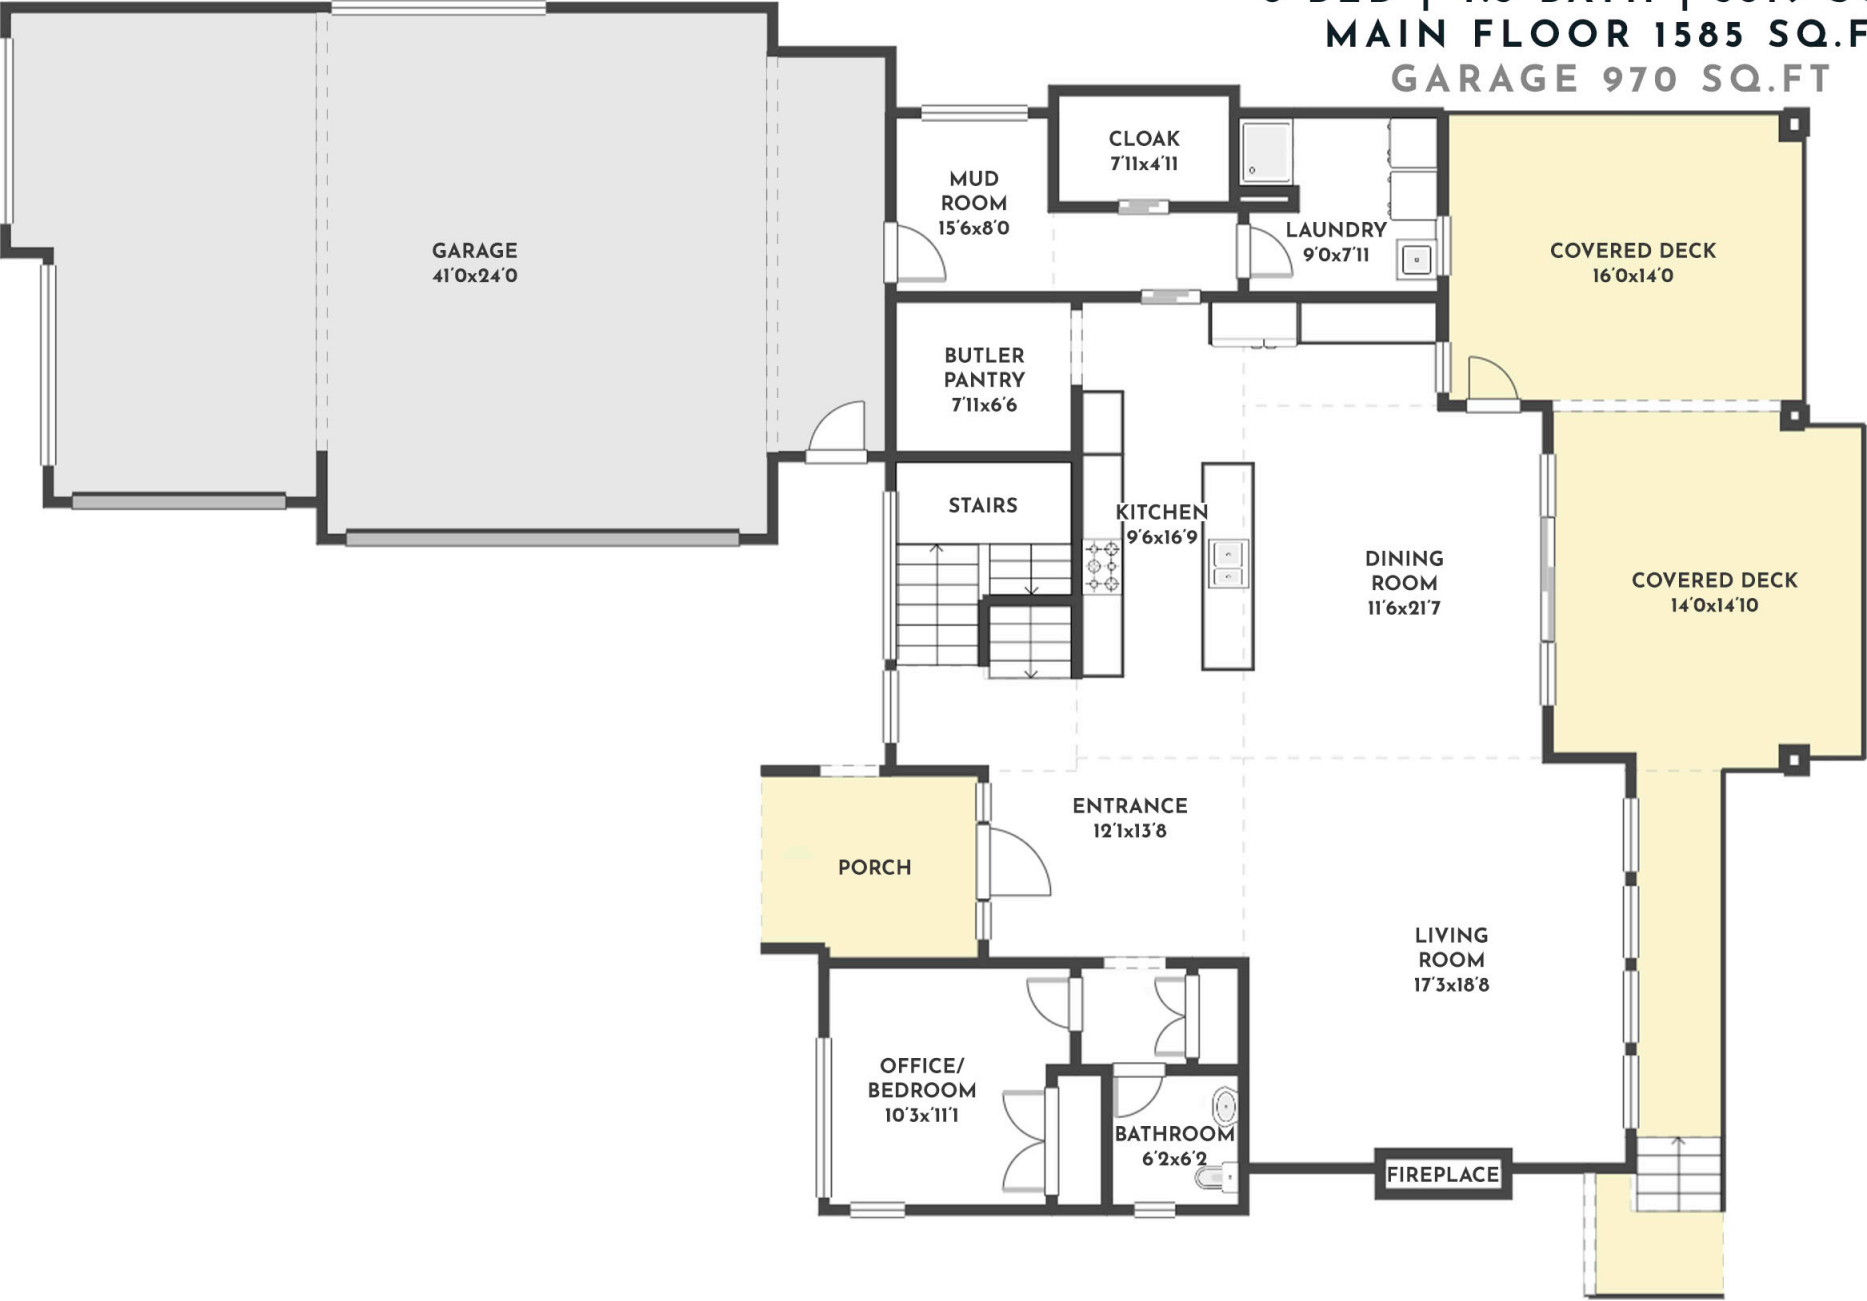 MAIN FLOOR 1585 SQ.F
GARAGE 970 SQ.FT
CLOAK
7'11x4'11
MUD
ROOM
15'6x8'0
LAUNDRY
9'0x7'11
GARAGE
41'0x24'0
COVERED DECK
16'0x14'0
BUTLER
PANTRY
7'11x6'6
STAIRS
KITCHEN
9'6x16'9
DINING
ROOM
11'6x21'7
COVERED DECK
14'0x14'10
ENTRANCE
12'1x13'8
PORCH
LIVING
ROOM
17'3x18'8
OFFICE/
BEDROOM
10'3x'11'1
BATHROOM
6'2x6'2
FIREPLACE